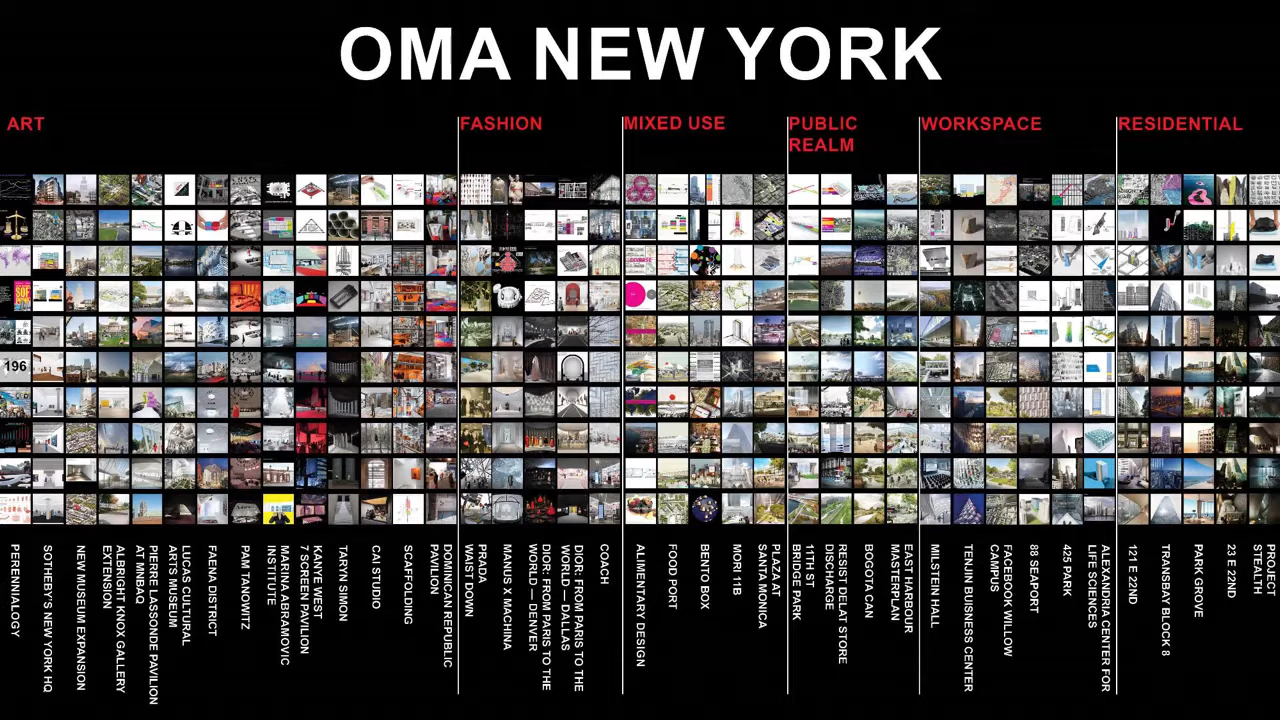 OMA NEW YORK
ART
FASHION
MIXED USE
PUBLIC
REALM
WORKSPACE
RESIDENTIAL
196
PERENNIALOGY
SOTHEBY'S NEW YORK HQ
NEW MUSEUM EXPANSION
ALBRIGHT KNOX GALLERY
EXTENSION
PIERRE LASSONDE PAVILION
AT MNBAQ
LUCAS CULTURAL
ARTS MUSEUM
FAENA DISTRICT
PAM TANOWITZ
MARINA ABRAMOVIC
INSTITUTE
KANYE WEST
7 SCREEN PAVILION
TARYN SIMON
CAI STUDIO
SCAFFOLDING
DOMINICAN REPUBLIC
PAVILION
PRADA
WAIST DOWN
MANUS X MACHINA
DIOR: FROM PARIS TO THE
WORLD — DENVER
DIOR: FROM PARIS TO THE
WORLD — DALLAS
COACH
ALIMENTARY DESIGN
FOOD PORT
BENTO BOX
MORI 11B
PLAZA AT
SANTA MONICA
11TH ST
BRIDGE PARK
RESIST DELAT STORE
DISCHARGE
BOGOTA CAN
EAST HARBOUR
MASTERPLAN
MILSTEIN HALL
TENJIN BUISNESS CENTER
FACEBOOK WILLOW
CAMPUS
88 SEAPORT
425 PARK
ALEXANDRIA CENTER FOR
LIFE SCIENCES
121 E 22ND
TRANSBAY BLOCK 8
PARK GROVE
23 E 22ND
PROJECT
STEALTH